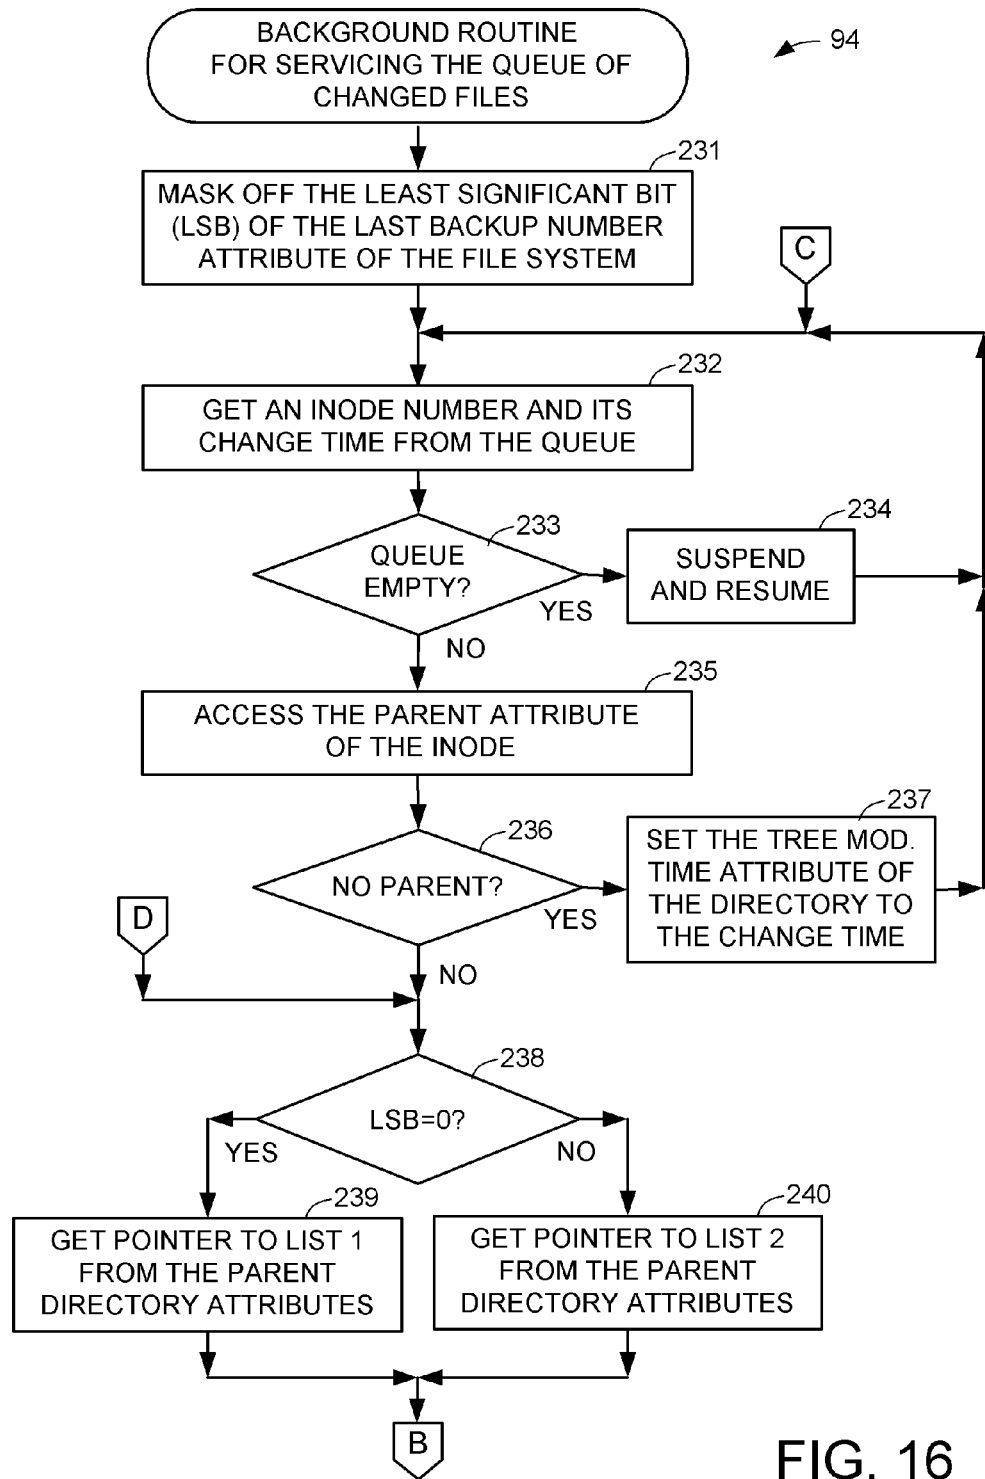 BACKGROUND ROUTINE
FOR SERVICING THE QUEUE OF
CHANGED FILES
94
231
MASK OFF THE LEAST SIGNIFICANT BIT
(LSB) OF THE LAST BACKUP NUMBER
ATTRIBUTE OF THE FILE SYSTEM
C
232
GET AN INODE NUMBER AND ITS
CHANGE TIME FROM THE QUEUE
233
QUEUE
EMPTY?
YES
NO
234
SUSPEND
AND RESUME
235
ACCESS THE PARENT ATTRIBUTE
OF THE INODE
236
NO PARENT?
YES
NO
237
SET THE TREE MOD.
TIME ATTRIBUTE OF
THE DIRECTORY TO
THE CHANGE TIME
D
238
LSB=0?
YES
NO
239
GET POINTER TO LIST 1
FROM THE PARENT
DIRECTORY ATTRIBUTES
240
GET POINTER TO LIST 2
FROM THE PARENT
DIRECTORY ATTRIBUTES
B
FIG. 16